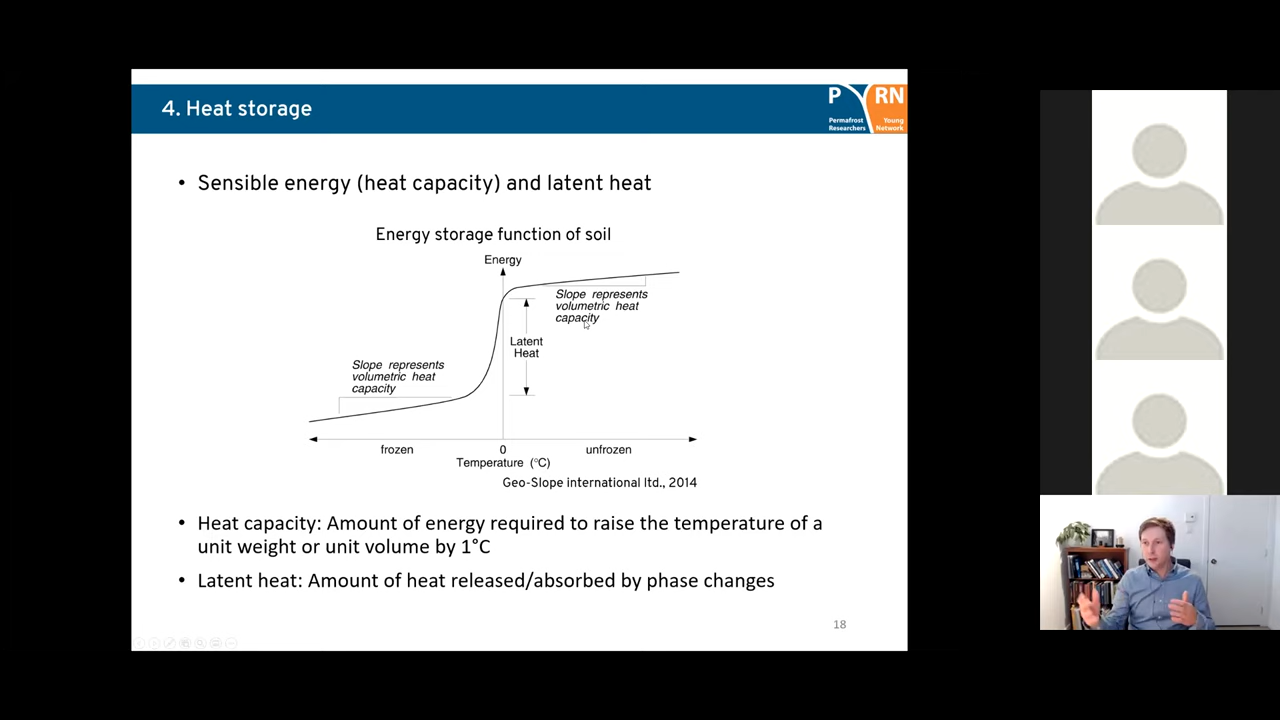 4. Heat storage
P RN
Permafrost Young
Researchers Network
• Sensible energy (heat capacity) and latent heat
Energy storage function of soil
Energy
Slope represents
volumetric heat
capacity
Latent
Heat
Slope represents
volumetric heat
capacity
frozen 0 unfrozen
Temperature (°C)
Geo-Slope international ltd., 2014
• Heat capacity: Amount of energy required to raise the temperature of a
unit weight or unit volume by 1°C
• Latent heat: Amount of heat released/absorbed by phase changes
18